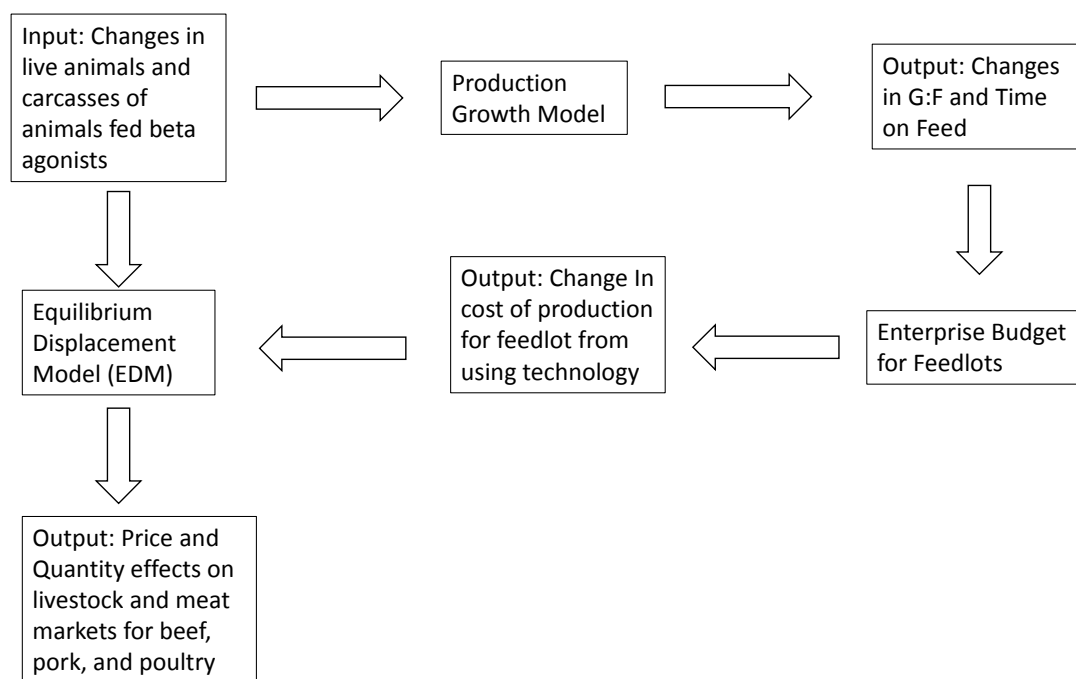 Input: Changes in
live animals and
carcasses of
animals fed beta
agonists
Production
Growth Model
Output: Changes
in G:F and Time
on Feed
Equilibrium
Displacement
Model (EDM)
Output: Change In
cost of production
for feedlot from
using technology
Enterprise Budget
for Feedlots
Output: Price and
Quantity effects on
livestock and meat
markets for beef,
pork, and poultry